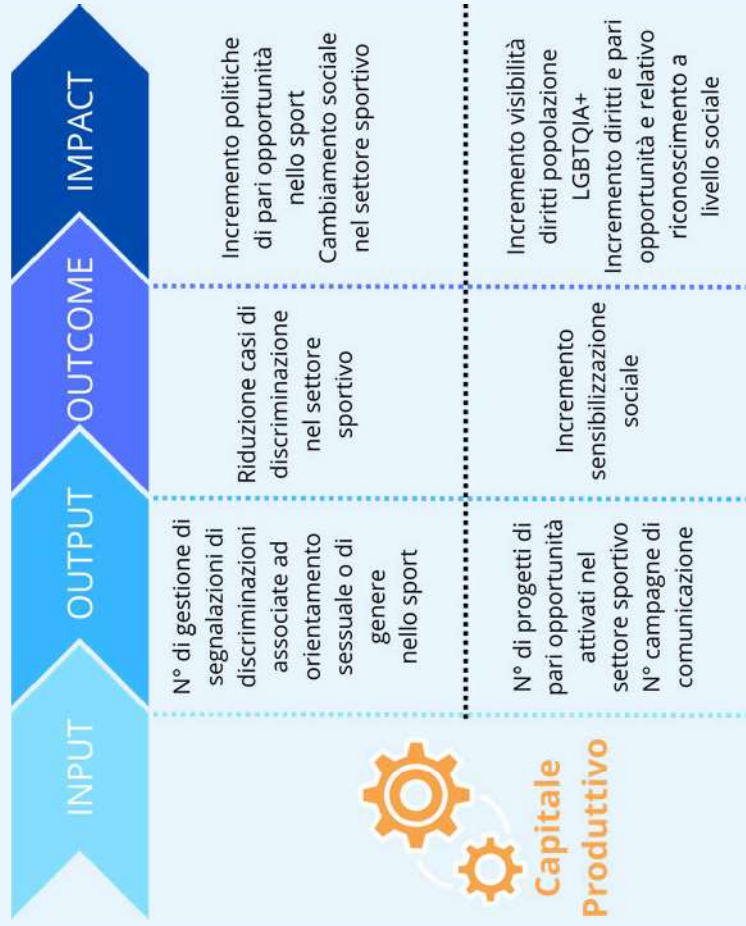 INPUT
OUTPUT
OUTCOME
IMPACT
Capitale
Produttivo
N° di gestione di
segnalazioni di
discriminazioni
associate ad
orientamento
sessuale o di
genere
nello sport
Riduzione casi di
discriminazione
nel settore
sportivo
Incremento politiche
di pari opportunità
nello sport
Cambiamento sociale
nel settore sportivo
N° di progetti di
pari opportunità
attivati nel
settore sportivo
N° campagne di
comunicazione
Incremento
sensibilizzazione
sociale
Incremento visibilità
diritti popolazione
LGBTQIA+
Incremento diritti e pari
opportunità e relativo
riconoscimento a
livello sociale